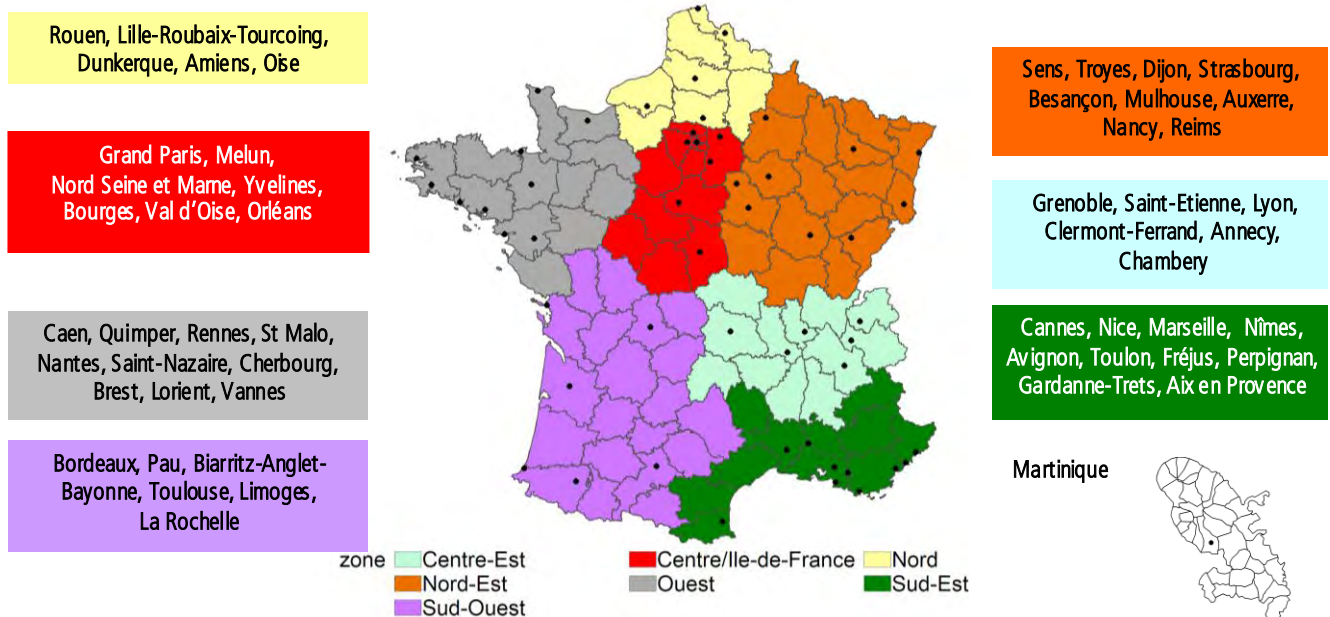 Rouen, Lille-Roubaix-Tourcoing,
Dunkerque, Amiens, Oise
Grand Paris, Melun,
Nord Seine et Marne, Yvelines,
Bourges, Val d'Oise, Orléans
Caen, Quimper, Rennes, St Malo,
Nantes, Saint-Nazaire, Cherbourg,
Brest, Lorient, Vannes
Bordeaux, Pau, Biarritz-Anglet-
Bayonne, Toulouse, Limoges,
La Rochelle
Sens, Troyes, Dijon, Strasbourg,
Besançon, Mulhouse, Auxerre,
Nancy, Reims
Grenoble, Saint-Etienne, Lyon,
Clermont-Ferrand, Annecy,
Chambery
Cannes, Nice, Marseille, Nîmes,
Avignon, Toulon, Fréjus, Perpignan,
Gardanne-Trets, Aix en Provence
Martinique
zone Centre-Est Centre/Ile-de-France Nord
Nord-Est Ouest Sud-Est
Sud-Ouest